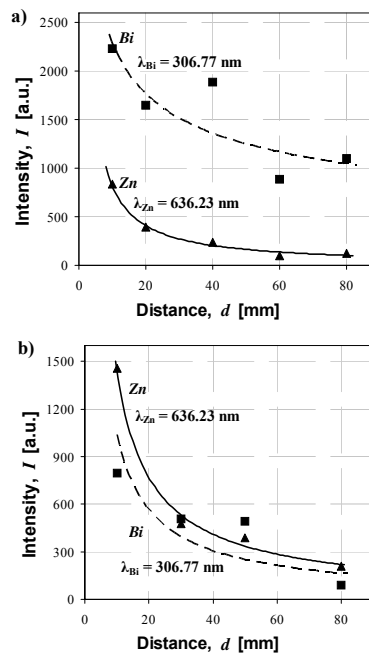 a)
2500
2000
1500
1000
500
0
Intensity, I [a.u.]
Bi
λBi = 306.77 nm
Zn
λZn = 636.23 nm
0 20 40 60 80
Distance, d [mm]
b)
1500
1200
900
600
300
0
Intensity, I [a.u.]
Zn
λZn = 636.23 nm
Bi
λBi = 306.77 nm
0 20 40 60 80
Distance, d [mm]